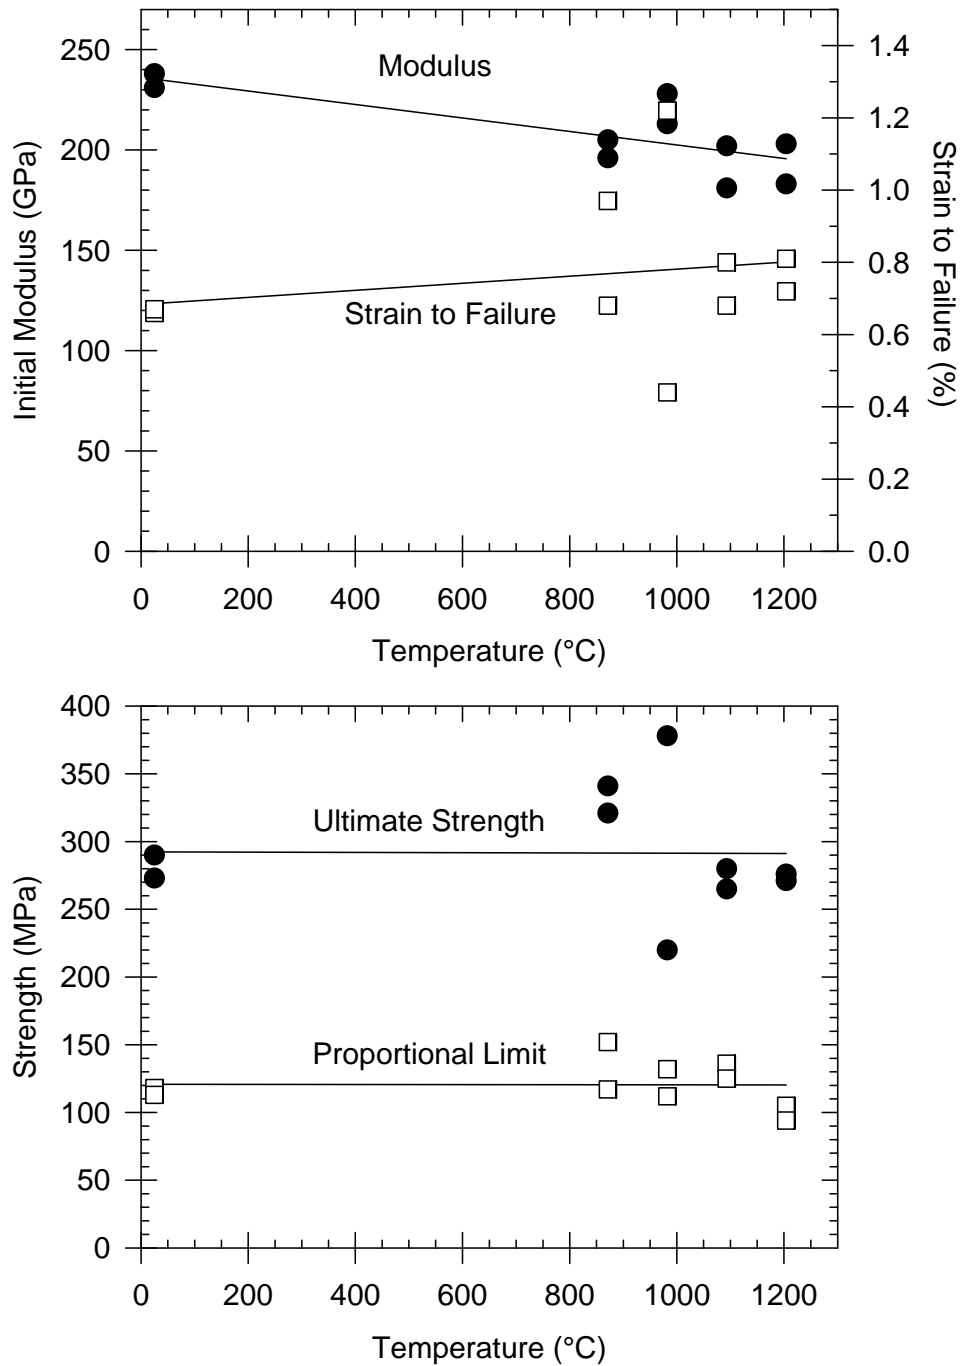 Modulus
Strain to Failure
250
200
150
100
50
0
1.4
1.2
1.0
0.8
0.6
0.4
0.2
0.0
Initial Modulus (GPa)
Strain to Failure (%)
0 200 400 600 800 1000 1200
Temperature (°C)
400
350
300
250
200
150
100
50
0
Ultimate Strength
Proportional Limit
Strength (MPa)
0 200 400 600 800 1000 1200
Temperature (°C)